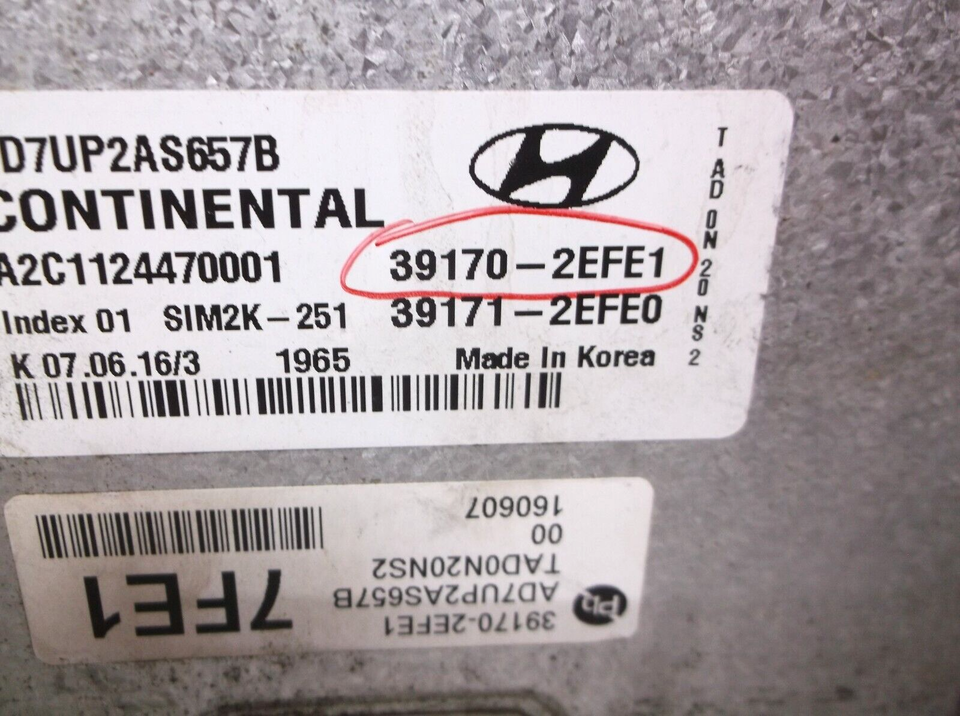 D7UP2AS657B
CONTINENTAL
A2C1124470001
39170-2EFE1
Index 01 SIM2K-251
39171-2EFE0
K 07.06.16/3 1965 Made In Korea
TAD0N20NS2
39170-2EFE1
AD7UP2AS657B
TAD0N20NS2
00
160607
7FE1
Pb